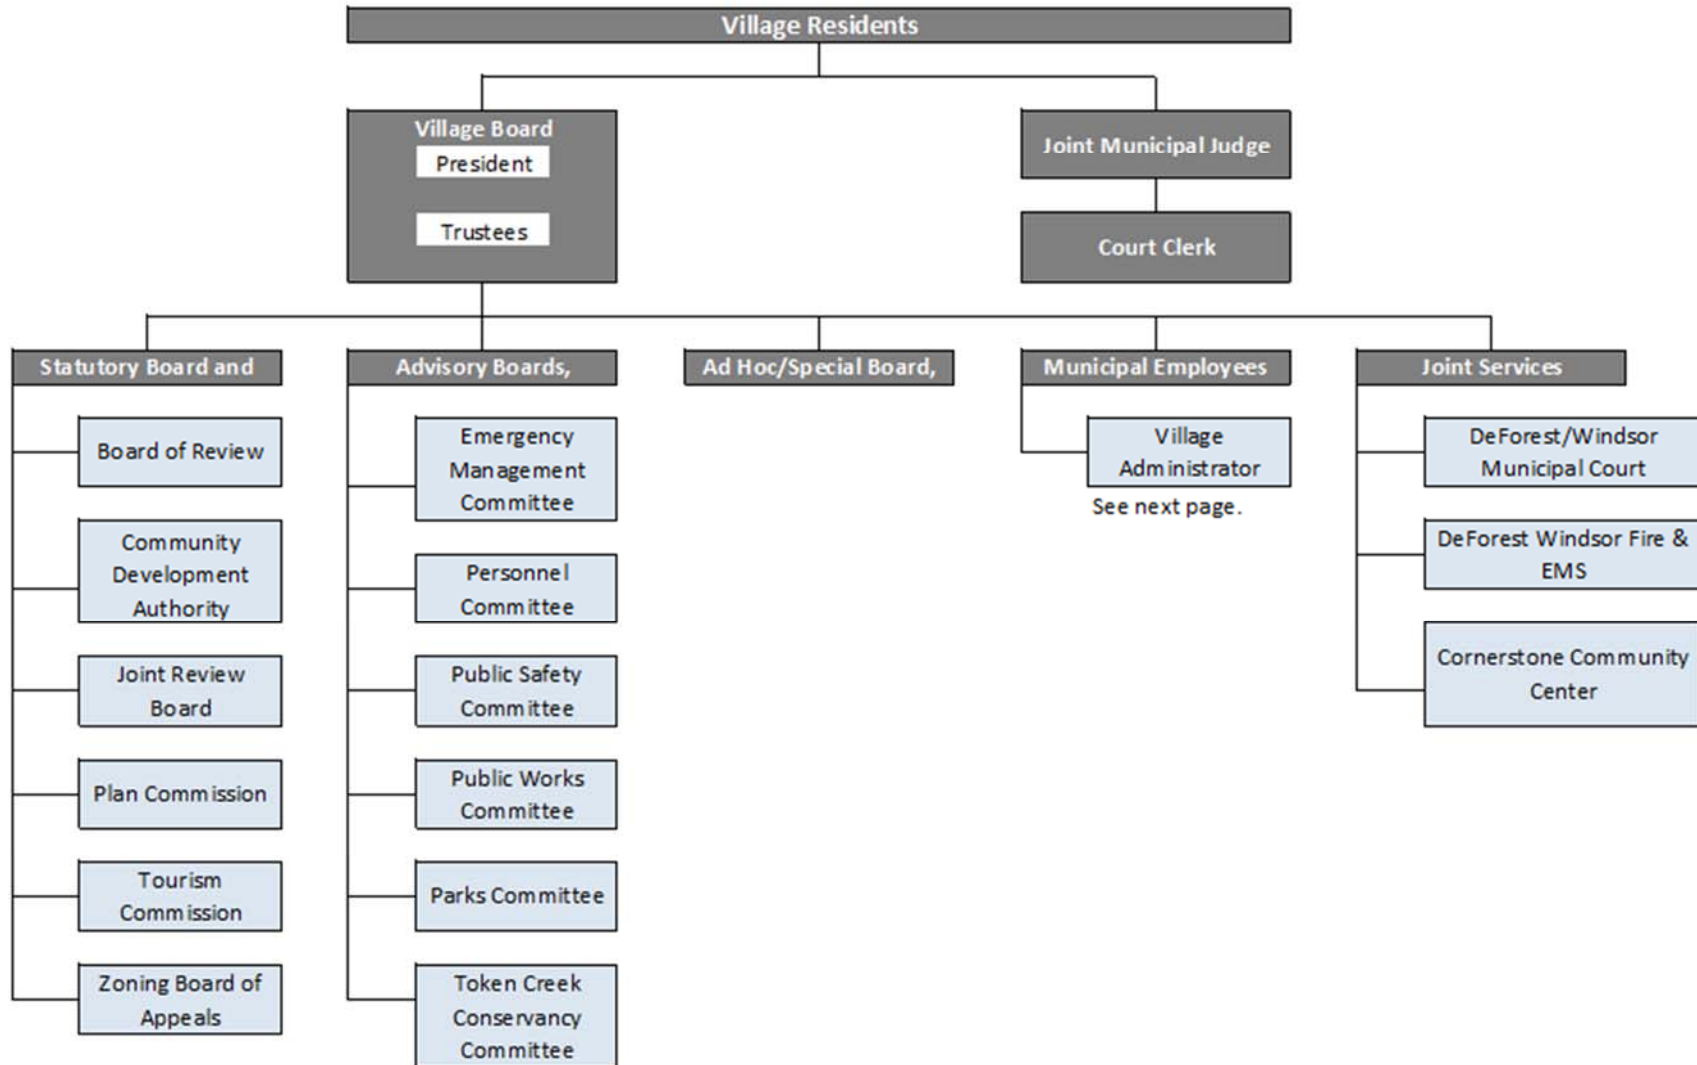 Village Residents
Village Board
President
Trustees
Joint Municipal Judge
Court Clerk
Statutory Board and
Board of Review
Community
Development
Authority
Joint Review
Board
Plan Commission
Tourism
Commission
Zoning Board of
Appeals
Advisory Boards,
Emergency
Management
Committee
Personnel
Committee
Public Safety
Committee
Public Works
Committee
Parks Committee
Token Creek
Conservancy
Committee
Ad Hoc/Special Board,
Municipal Employees
Village
Administrator
See next page.
Joint Services
DeForest/Windsor
Municipal Court
DeForest Windsor Fire &
EMS
Cornerstone Community
Center